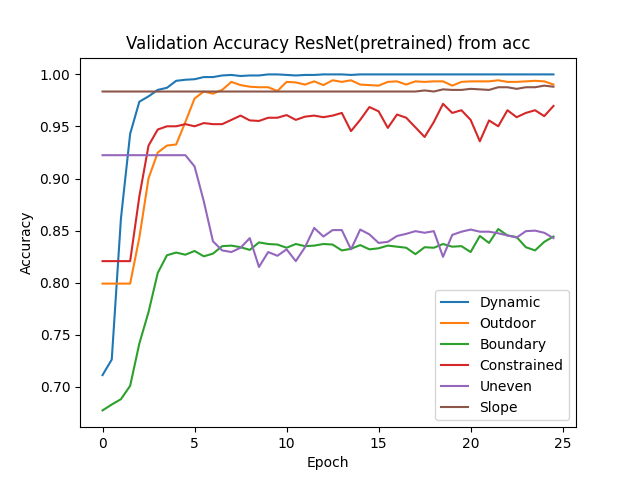 Validation Accuracy ResNet(pretrained) from acc
1.00
0.95
0.90
0.85
0.80
0.75
0.70
Accuracy
Dynamic
Outdoor
Boundary
Constrained
Uneven
Slope
0 5 10 15 20 25
Epoch